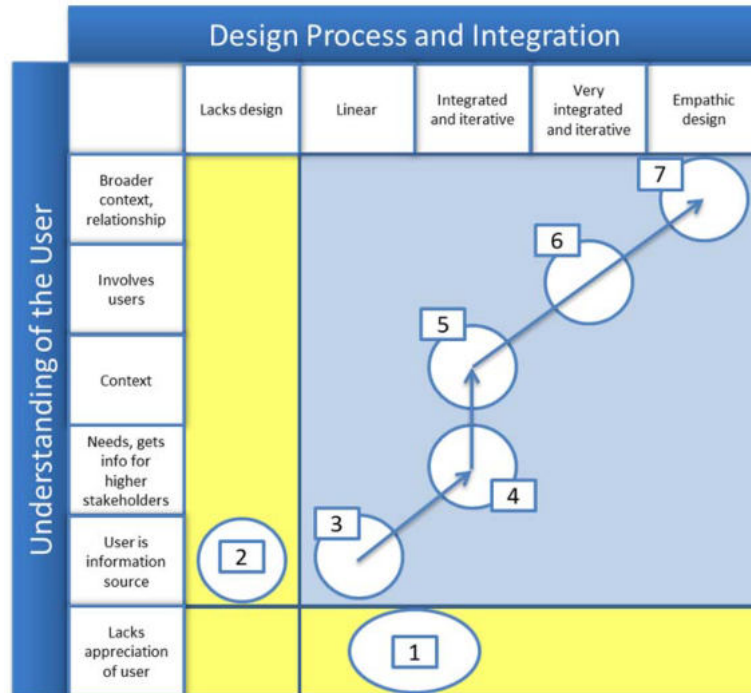 Design Process and Integration
Understanding of the User
Lacks design
Linear
Integrated
and iterative
Very
integrated
and iterative
Empathic
design
Broader
context,
relationship
7
Involves
users
6
Context
5
Needs, gets
info for
higher
stakeholders
4
User is
information
source
2
3
Lacks
appreciation
of user
1